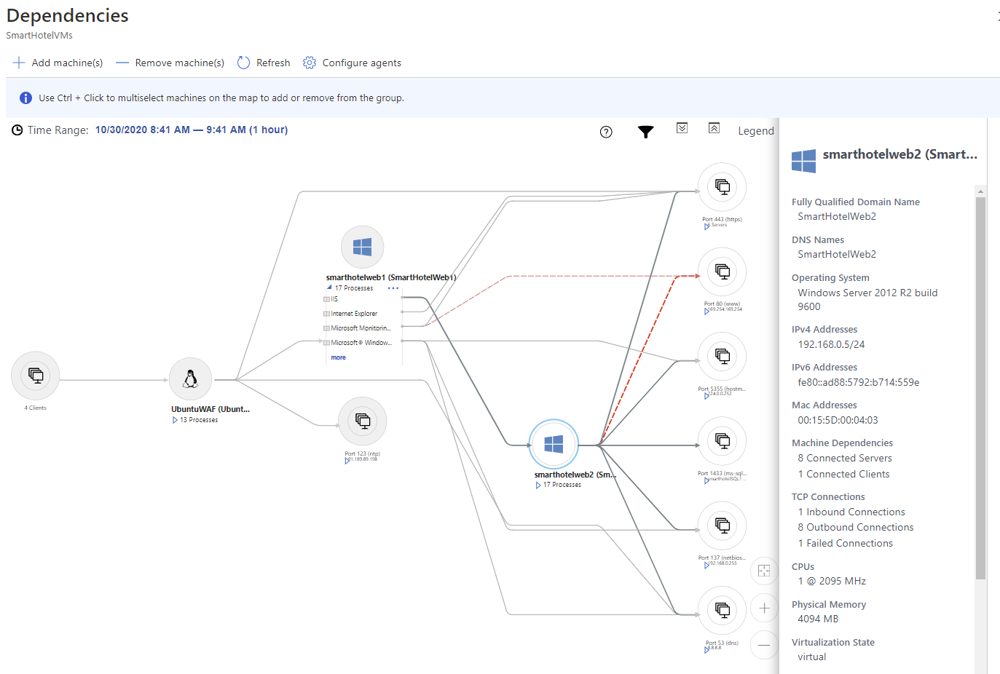 Dependencies
SmartHotelVMs
Add machine(s)
Remove machine(s)
Refresh
Configure agents
Use Ctrl + Click to multiselect machines on the map to add or remove from the group.
Time Range: 10/30/2020 8:41 AM — 9:41 AM (1 hour)
Legend
4 Clients
UbuntuWAF (Ubunt...
13 Processes
smarthotelweb1 (SmartHotelWeb1)
17 Processes
IIS
Internet Explorer
Microsoft Monitorin...
Microsoft® Window...
more
Port 123 (ntp)
91.189.89.198
smarthotelweb2 (Sm...
17 Processes
Port 443 (https)
6 Servers
Port 80 (www)
169.254.169.254
Port 5355 (hostm...
224.0.0.252
Port 1433 (ms-sql...
smarthotelSQL1 ...
Port 137 (netbios...
192.168.0.255
Port 53 (dns)
8.8.8.8
smarthotelweb2 (Smart...
Fully Qualified Domain Name
SmartHotelWeb2
DNS Names
SmartHotelWeb2
Operating System
Windows Server 2012 R2 build
9600
IPv4 Addresses
192.168.0.5/24
IPv6 Addresses
fe80::ad88:5792:b714:559e
Mac Addresses
00:15:5D:00:04:03
Machine Dependencies
8 Connected Servers
1 Connected Clients
TCP Connections
1 Inbound Connections
8 Outbound Connections
1 Failed Connections
CPUs
1 @ 2095 MHz
Physical Memory
4094 MB
Virtualization State
virtual